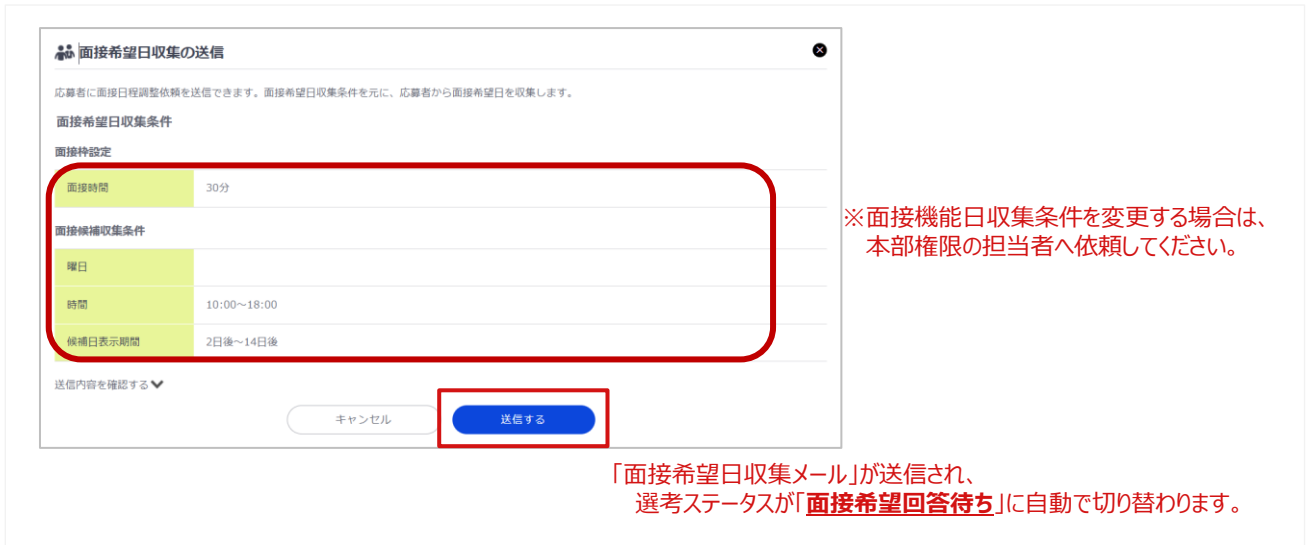 面接希望日収集の送信
応募者に面接日程調整依頼を送信できます。面接希望日収集条件を元に、応募者から面接希望日を収集します。
面接希望日収集条件
面接枠設定
面接時間 30分
面接候補収集条件
曜日
時間 10:00～18:00
候補日表示期間 2日後～14日後
送信内容を確認する
キャンセル 送信する
※面接機能日収集条件を変更する場合は、
本部権限の担当者へ依頼してください。
「面接希望日収集メール」が送信され、
選考ステータスが「面接希望回答待ち」に自動で切り替わります。